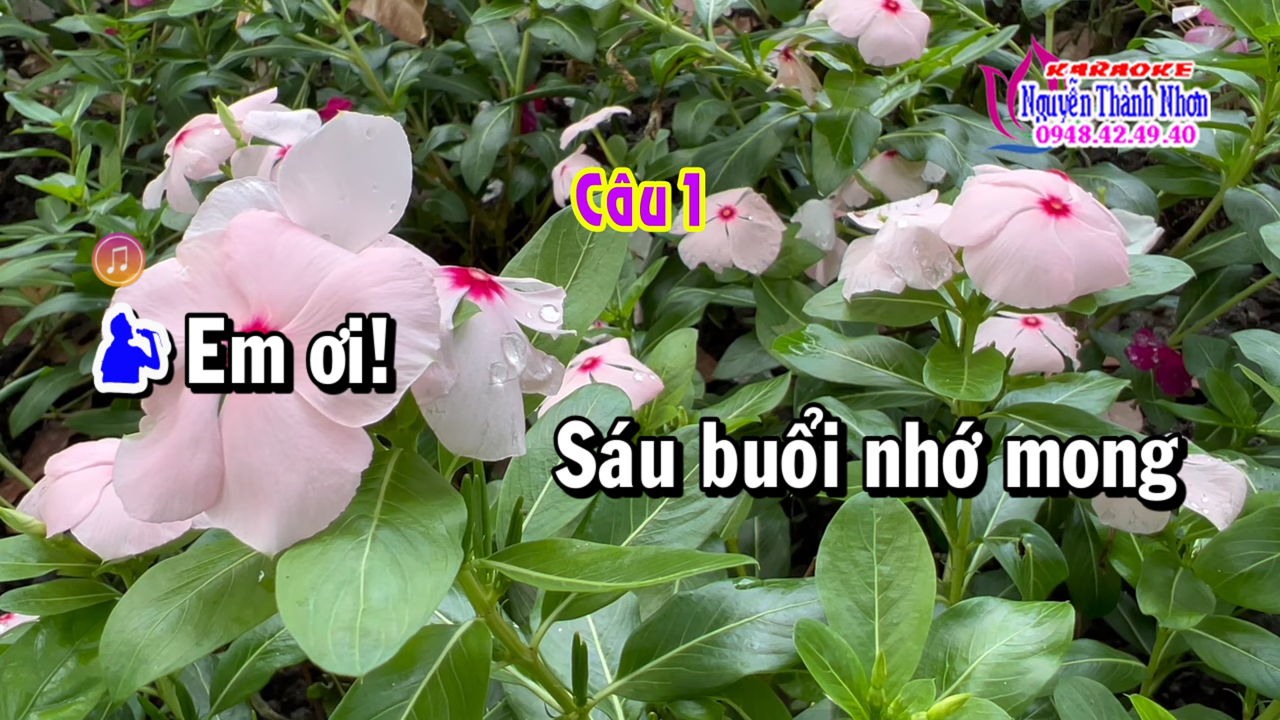 KARAOKE
Nguyễn Thành Nhơn
0948.42.49.40
Câu 1
Em ơi!
Sáu buổi nhớ mong